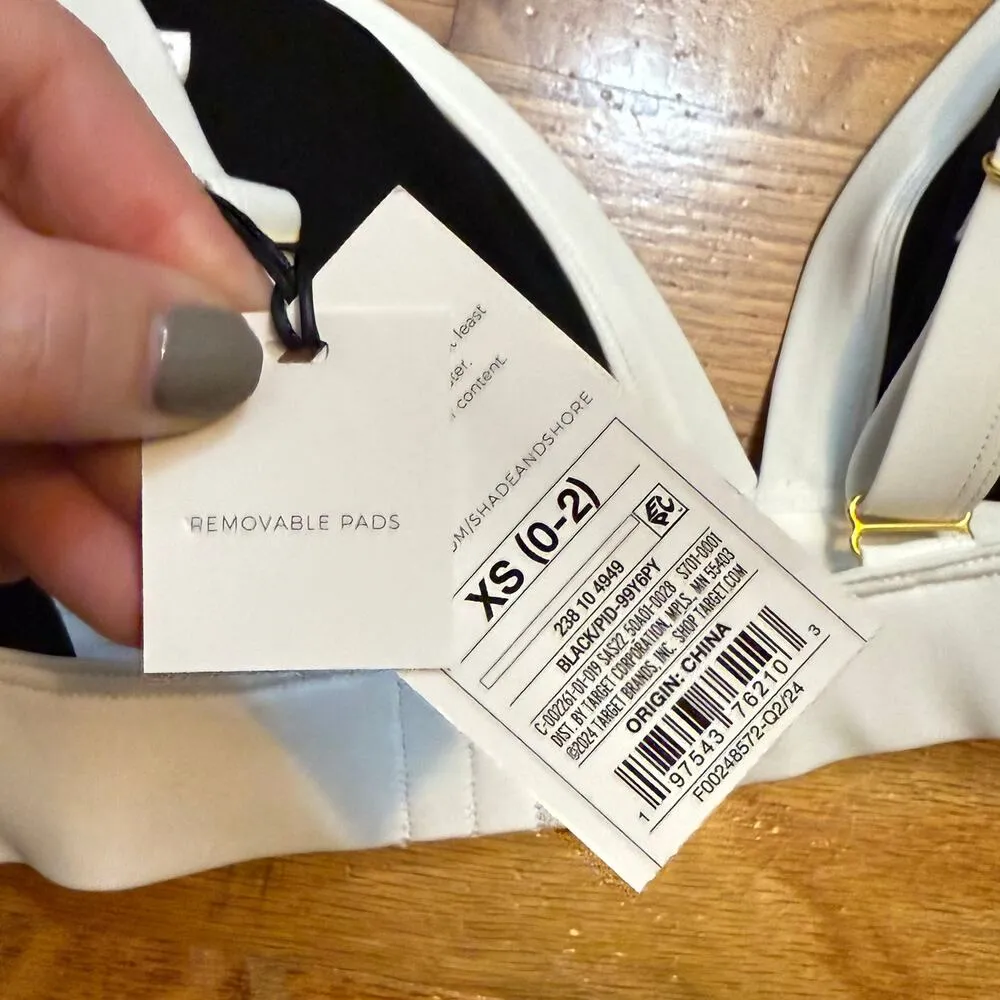 REMOVABLE PADS
least
content.
OM/SHADEANDSHORE
XS (0-2)
EPC
238 10 4949
BLACK/PID-99Y6PY
C-002261-01-019 SAS22 50A01-0028 S701-0001
DIST. BY TARGET CORPORATION, MPLS, MN 55403
©2024 TARGET BRANDS, INC. SHOP TARGET.COM
ORIGIN: CHINA
1 97543 76210 3
F00248572-Q2/24